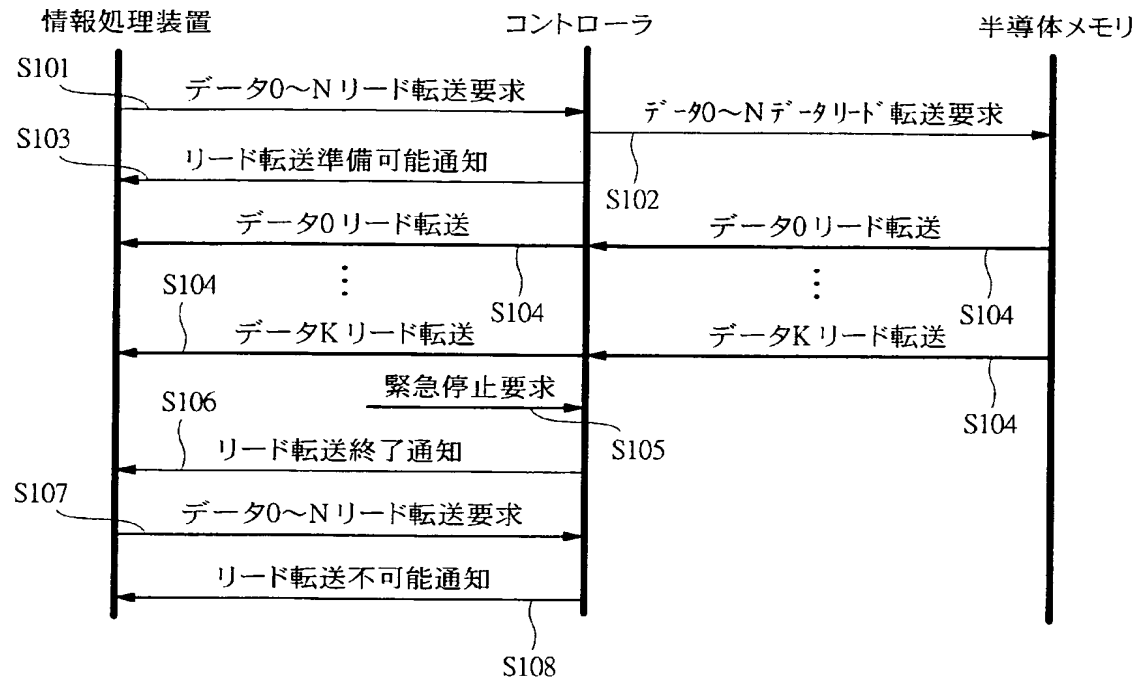 情報処理装置
コントローラ
半導体メモリ
S101
データ0～Nリード転送要求
データ0～Nデータリード転送要求
S103
リード転送準備可能通知
S102
データ0リード転送
データ0リード転送
S104
S104
S104
データKリード転送
データKリード転送
緊急停止要求
S106
S104
リード転送終了通知
S105
S107
データ0～Nリード転送要求
リード転送不可能通知
S108